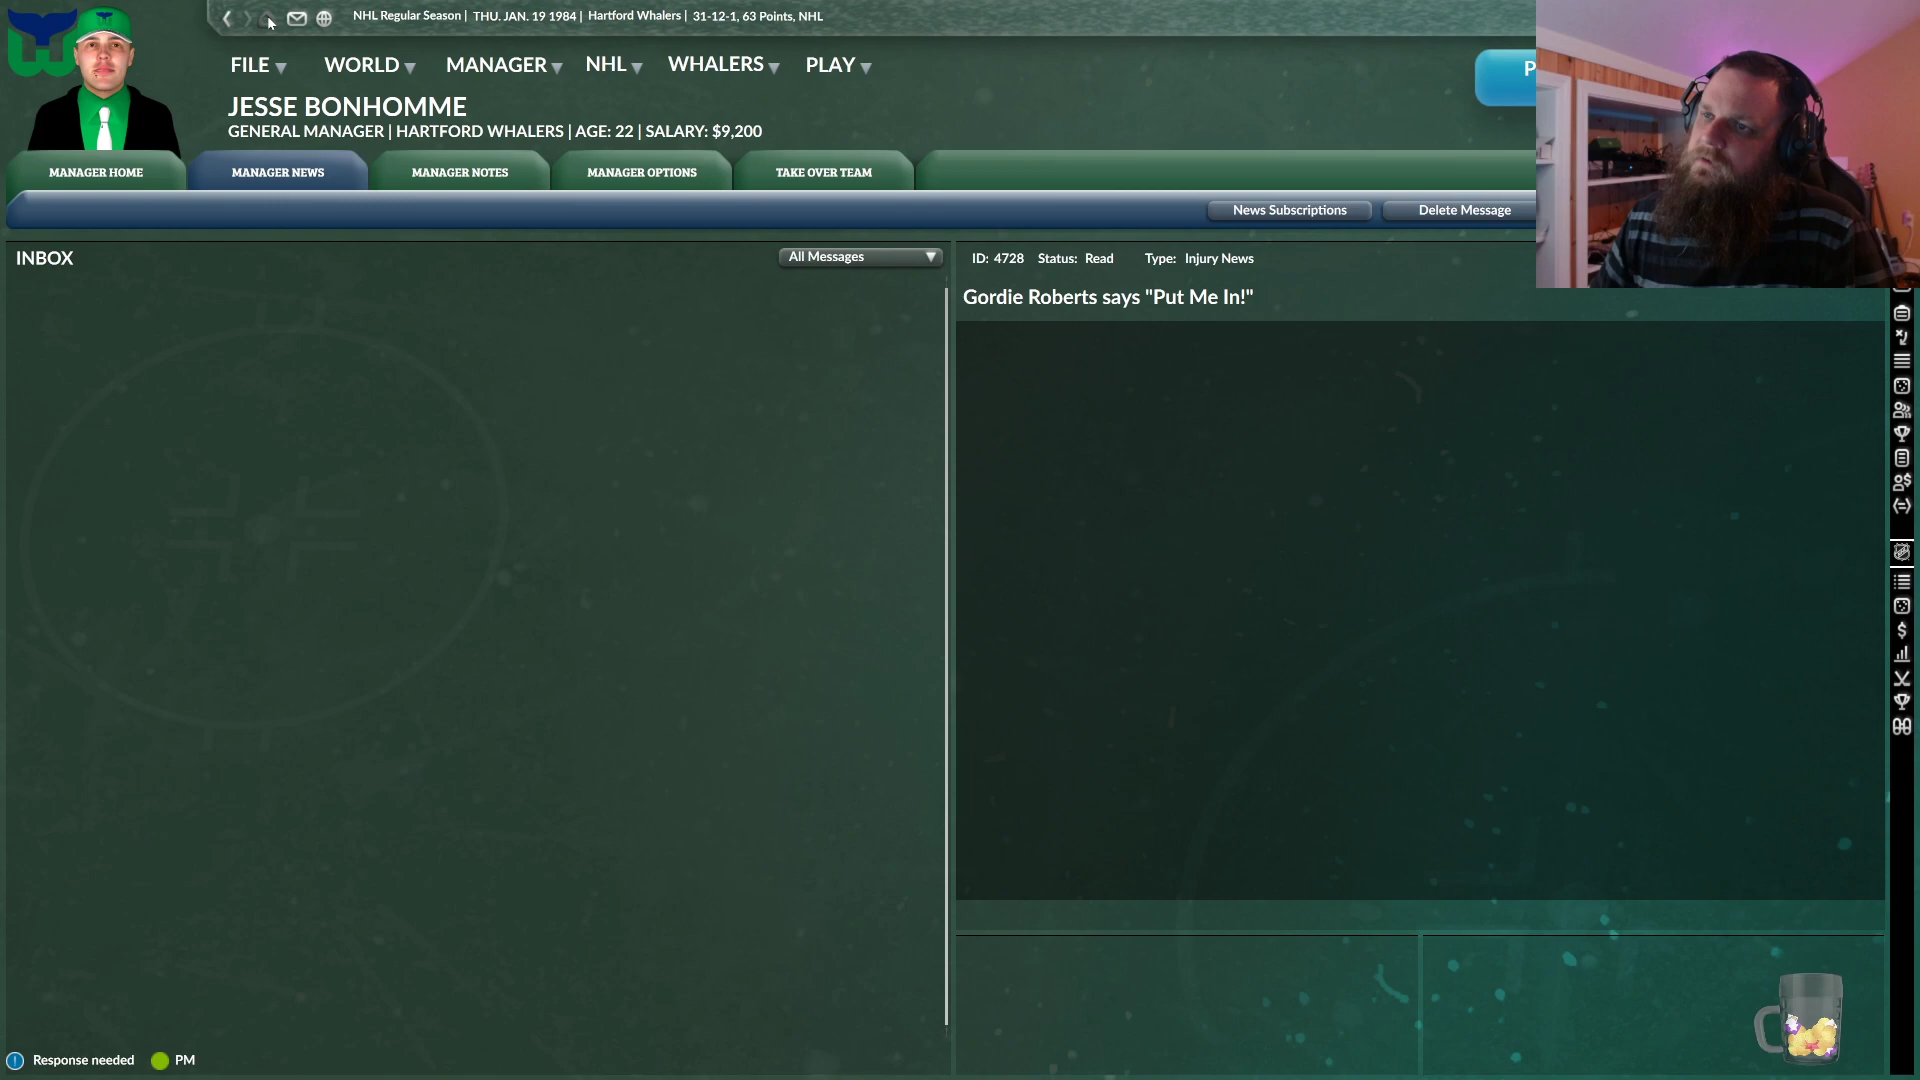 NHL Regular Season | THU. JAN. 19 1984 | Hartford Whalers | 31-12-1, 63 Points, NHL
FILE WORLD MANAGER NHL WHALERS PLAY
JESSE BONHOMME
GENERAL MANAGER | HARTFORD WHALERS | AGE: 22 | SALARY: $9,200
MANAGER HOME MANAGER NEWS MANAGER NOTES MANAGER OPTIONS TAKE OVER TEAM
News Subscriptions Delete Message
INBOX All Messages
ID: 4728 Status: Read Type: Injury News
Gordie Roberts says "Put Me In!"
Response needed PM